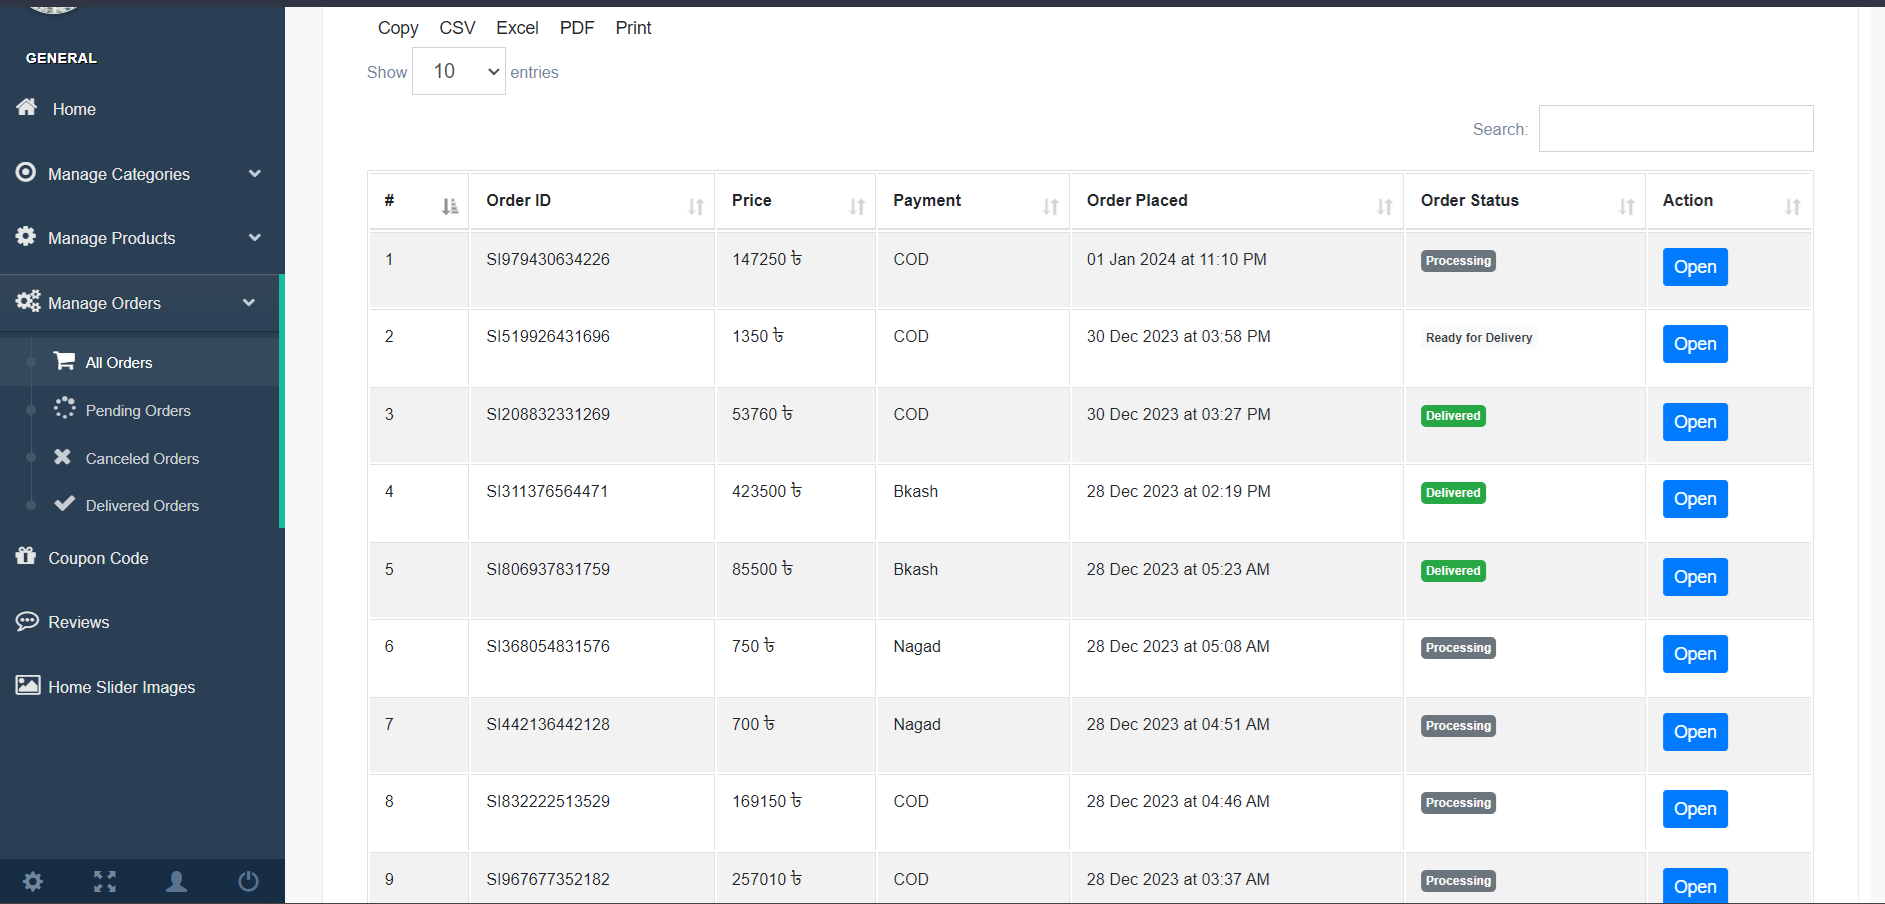 GENERAL
Home
Manage Categories
Manage Products
Manage Orders
All Orders
Pending Orders
Canceled Orders
Delivered Orders
Coupon Code
Reviews
Home Slider Images
Copy CSV Excel PDF Print
Show 10 entries
Search:
# Order ID Price Payment Order Placed Order Status Action
1 SI979430634226 147250 ৳ COD 01 Jan 2024 at 11:10 PM Processing Open
2 SI519926431696 1350 ৳ COD 30 Dec 2023 at 03:58 PM Ready for Delivery Open
3 SI208832331269 53760 ৳ COD 30 Dec 2023 at 03:27 PM Delivered Open
4 SI311376564471 423500 ৳ Bkash 28 Dec 2023 at 02:19 PM Delivered Open
5 SI806937831759 85500 ৳ Bkash 28 Dec 2023 at 05:23 AM Delivered Open
6 SI368054831576 750 ৳ Nagad 28 Dec 2023 at 05:08 AM Processing Open
7 SI442136442128 700 ৳ Nagad 28 Dec 2023 at 04:51 AM Processing Open
8 SI832222513529 169150 ৳ COD 28 Dec 2023 at 04:46 AM Processing Open
9 SI967677352182 257010 ৳ COD 28 Dec 2023 at 03:37 AM Processing Open